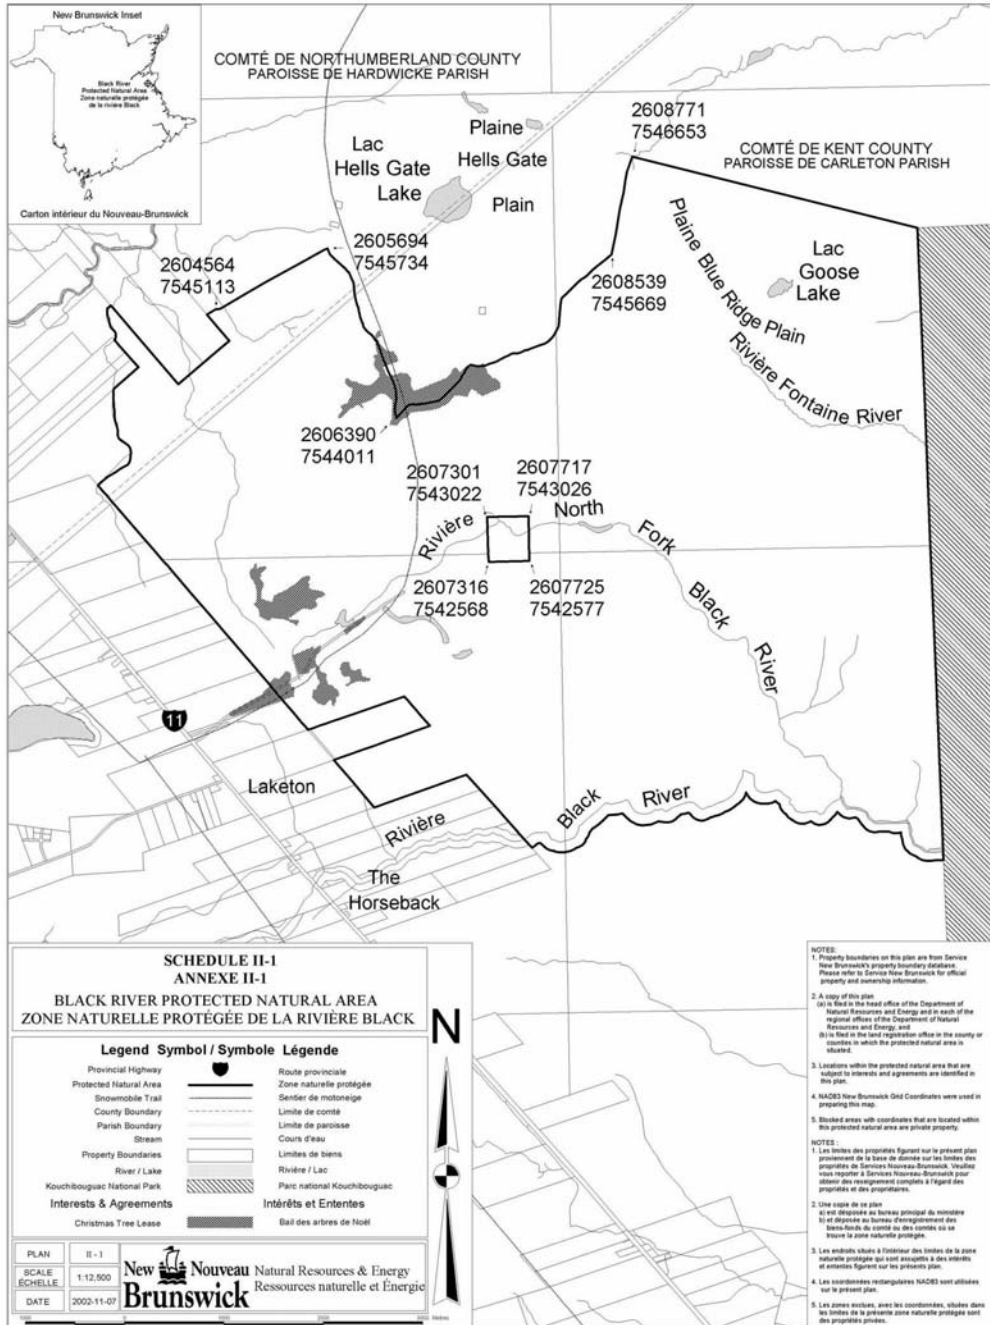 New Brunswick Inset
Black River
Protected Natural Area
Zone naturelle protégée
de la rivière Black
Carton intérieur du Nouveau-Brunswick
COMTÉ DE NORTHUMBERLAND COUNTY
PAROISSE DE HARDWICKE PARISH
2608771
7546653
COMTÉ DE KENT COUNTY
PAROISSE DE CARLETON PARISH
Plaine
Hells Gate
Plain
Lac
Hells Gate
Lake
2605694
7545734
2604564
7545113
2608539
7545669
Plaine Blue Ridge Plain
Lac
Goose
Lake
Rivière Fontaine River
2606390
7544011
2607301
7543022
2607717
7543026
Rivière North Fork Black River
2607316
7542568
2607725
7542577
11
Laketon
Rivière Black River
The
Horseback
SCHEDULE II-1
ANNEXE II-1
BLACK RIVER PROTECTED NATURAL AREA
ZONE NATURELLE PROTÉGÉE DE LA RIVIÈRE BLACK
N
Legend Symbol / Symbole Légende
Provincial Highway Route provinciale
Protected Natural Area Zone naturelle protégée
Snowmobile Trail Sentier de motoneige
County Boundary Limite de comté
Parish Boundary Limite de paroisse
Stream Cours d'eau
Property Boundaries Limites de biens
River / Lake Rivière / Lac
Kouchibouguac National Park Parc national Kouchibouguac
Interests & Agreements Intérêts et Ententes
Christmas Tree Lease Bail des arbres de Noël
PLAN II - 1
SCALE
ÉCHELLE 1:12,500
DATE 2002-11-07
New Nouveau
Brunswick
Natural Resources & Energy
Ressources naturelle et Énergie
1000 0 1000 2000 3000 Metres
NOTES:
1. Property boundaries on this plan are from Service
New Brunswick's property boundary database.
Please refer to Service New Brunswick for official
property and ownership information.
2. A copy of this plan
(a) is filed in the head office of the Department of
Natural Resources and Energy and in each of the
regional offices of the Department of Natural
Resources and Energy, and
(b) is filed in the land registration office in the county or
counties in which the protected natural area is
situated.
3. Locations within the protected natural area that are
subject to interests and agreements are identified in
this plan.
4. NAD83 New Brunswick Grid Coordinates were used in
preparing this map.
5. Blocked areas with coordinates that are located within
this protected natural area are private property.
NOTES :
1. Les limites des propriétés figurant sur le présent plan
proviennent de la base de donnée sur les limites des
propriétés de Services Nouveau-Brunswick. Veuillez
vous reporter à Services Nouveau-Brunswick pour
obtenir des renseignement complets à l'égard des
propriétés et des propriétaires.
2. Une copie de ce plan
a) est déposée au bureau principal du ministère
b) et déposée au bureau d'enregistrement des
biens-fonds du comté ou des comtés où se
trouve la zone naturelle protégée.
3. Les endroits situés à l'intérieur des limites de la zone
naturelle protégée qui sont assujettis à des intérêts
et ententes figurent sur les présents plan.
4. Les coordonnées rectangulaires NAD83 sont utilisées
sur le présent plan.
5. Les zones exclues, avec les coordonnées, situées dans
les limites de la présente zone naturelle protégée sont
des propriétés privées.